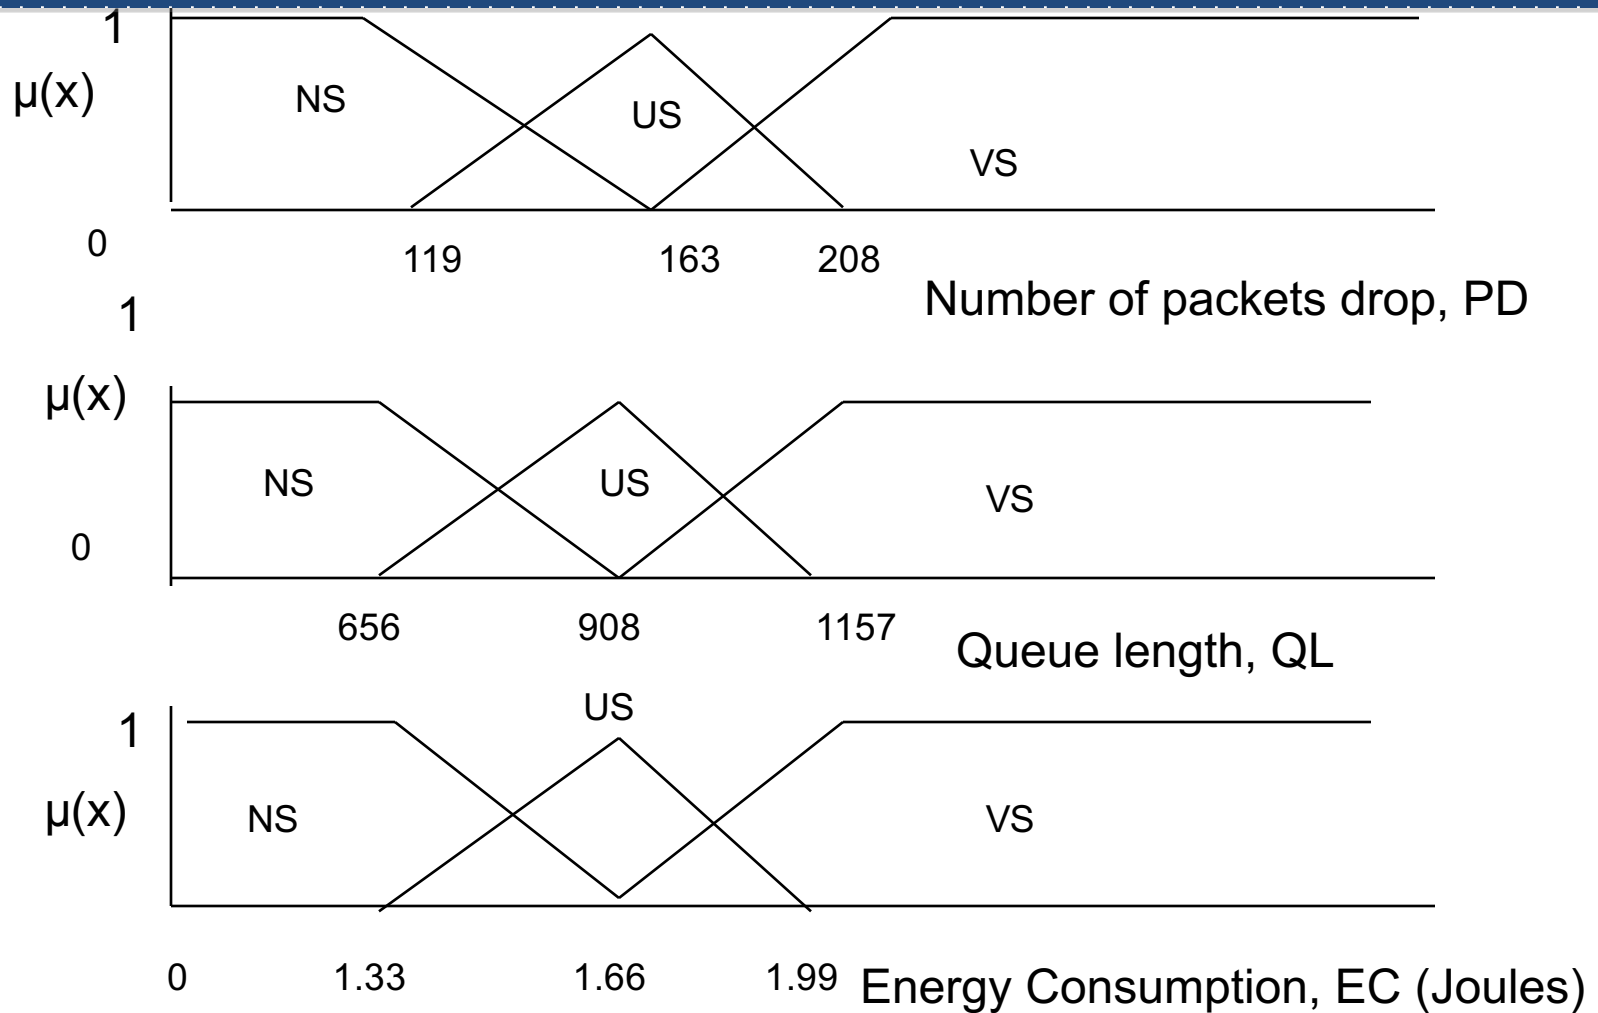 1
μ(x)
NS
US
VS
0
119 163 208
Number of packets drop, PD
1
μ(x)
NS
US
VS
0
656 908 1157
Queue length, QL
US
1
μ(x)
NS
VS
0 1.33 1.66 1.99 Energy Consumption, EC (Joules)